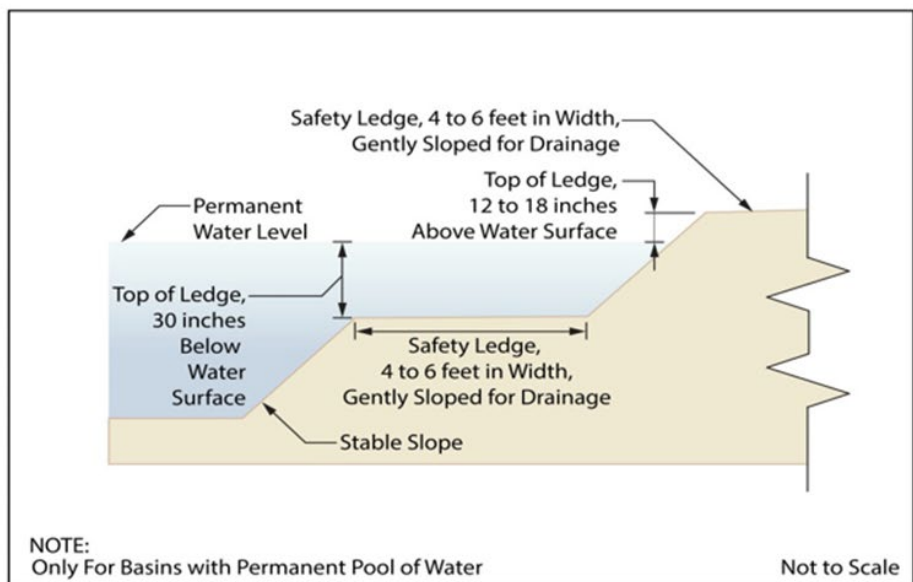 Safety Ledge, 4 to 6 feet in Width,
Gently Sloped for Drainage
Top of Ledge,
12 to 18 inches
Above Water Surface
Permanent
Water Level
Top of Ledge,
30 inches
Below
Water
Surface
Safety Ledge,
4 to 6 feet in Width,
Gently Sloped for Drainage
Stable Slope
NOTE:
Only For Basins with Permanent Pool of Water
Not to Scale